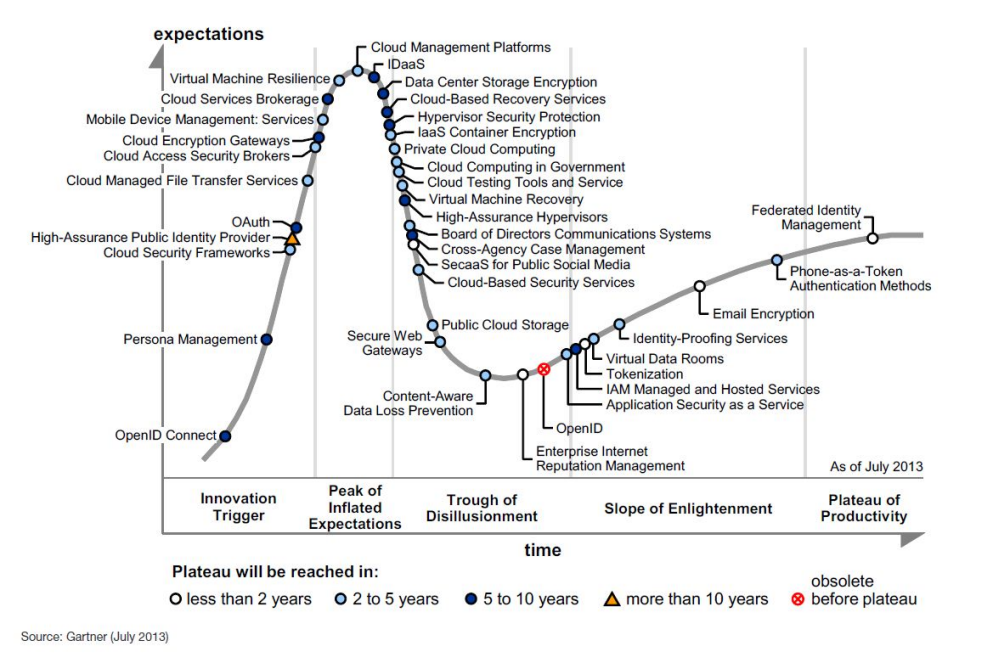 expectations
Cloud Management Platforms
IDaaS
Virtual Machine Resilience
Data Center Storage Encryption
Cloud Services Brokerage
Cloud-Based Recovery Services
Mobile Device Management: Services
Hypervisor Security Protection
IaaS Container Encryption
Cloud Encryption Gateways
Private Cloud Computing
Cloud Access Security Brokers
Cloud Computing in Government
Cloud Managed File Transfer Services
Cloud Testing Tools and Service
Virtual Machine Recovery
High-Assurance Hypervisors
OAuth
Board of Directors Communications Systems
High-Assurance Public Identity Provider
Cross-Agency Case Management
Cloud Security Frameworks
SecaaS for Public Social Media
Cloud-Based Security Services
Federated Identity
Management
Phone-as-a-Token
Authentication Methods
Email Encryption
Public Cloud Storage
Persona Management
Secure Web
Gateways
Identity-Proofing Services
Virtual Data Rooms
Tokenization
IAM Managed and Hosted Services
Application Security as a Service
Content-Aware
Data Loss Prevention
OpenID
OpenID Connect
Enterprise Internet
Reputation Management
As of July 2013
Innovation
Trigger
Peak of
Inflated
Expectations
Trough of
Disillusionment
Slope of Enlightenment
Plateau of
Productivity
time
Plateau will be reached in:
less than 2 years
2 to 5 years
5 to 10 years
more than 10 years
obsolete
before plateau
Source: Gartner (July 2013)